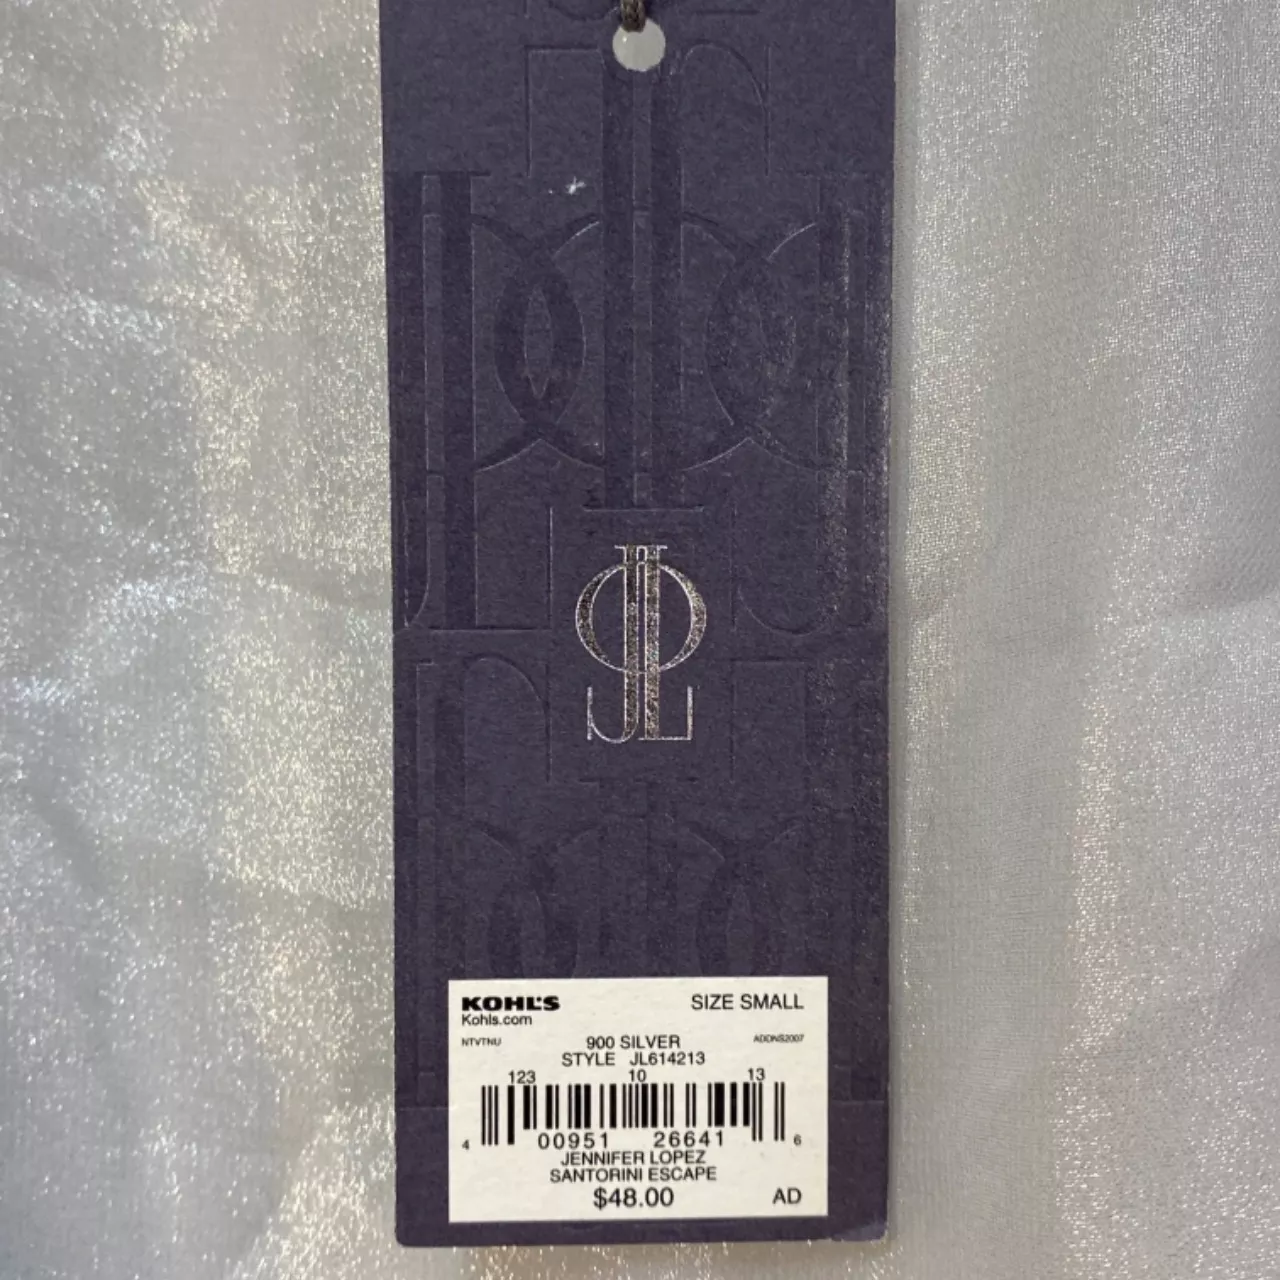 JLO
KOHL'S SIZE SMALL
Kohls.com
NTVTNU 900 SILVER ADDNS2007
STYLE JL614213
123 10 13
4 00951 26641 6
JENNIFER LOPEZ
SANTORINI ESCAPE
$48.00 AD